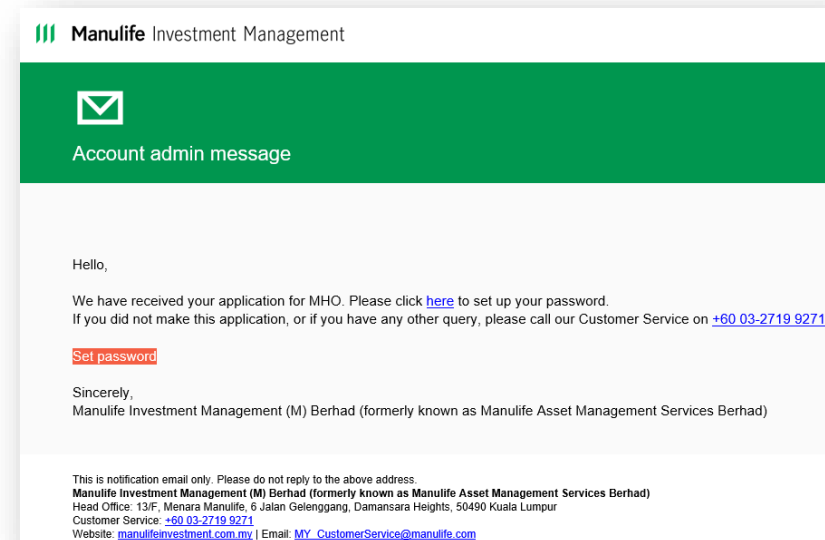 Manulife Investment Management
Account admin message
Hello,
We have received your application for MHO. Please click here to set up your password.
If you did not make this application, or if you have any other query, please call our Customer Service on +60 03-2719 9271
Set password
Sincerely,
Manulife Investment Management (M) Berhad (formerly known as Manulife Asset Management Services Berhad)
This is notification email only. Please do not reply to the above address.
Manulife Investment Management (M) Berhad (formerly known as Manulife Asset Management Services Berhad)
Head Office: 13/F, Menara Manulife, 6 Jalan Gelenggang, Damansara Heights, 50490 Kuala Lumpur
Customer Service: +60 03-2719 9271
Website: manulifeinvestment.com.my | Email: MY_CustomerService@manulife.com